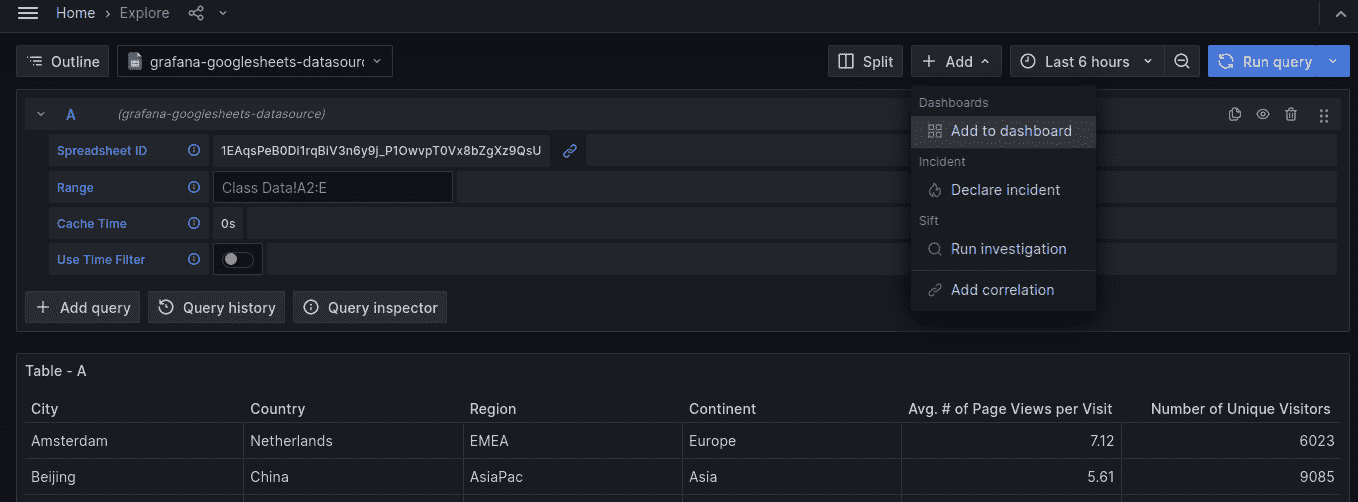 Home › Explore
Outline grafana-googlesheets-datasourc Split Add Last 6 hours Run query
A (grafana-googlesheets-datasource)
Dashboards
Add to dashboard
Incident
Declare incident
Sift
Run investigation
Add correlation
Spreadsheet ID 1EAqsPeB0Di1rqBiV3n6y9j_P1OwvpT0Vx8bZgXz9QsU
Range Class Data!A2:E
Cache Time 0s
Use Time Filter
Add query Query history Query inspector
Table - A
City Country Region Continent Avg. # of Page Views per Visit Number of Unique Visitors
Amsterdam Netherlands EMEA Europe 7.12 6023
Beijing China AsiaPac Asia 5.61 9085